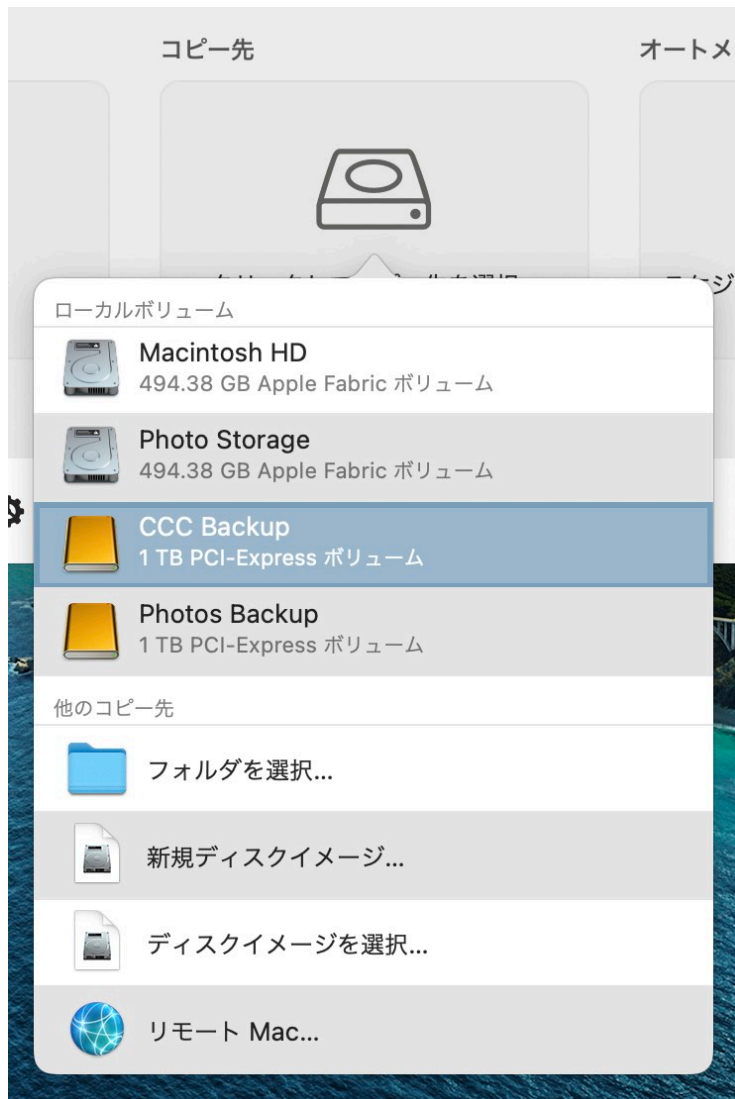 コピー先
オートメ
ローカルボリューム
Macintosh HD
494.38 GB Apple Fabric ボリューム
Photo Storage
494.38 GB Apple Fabric ボリューム
CCC Backup
1 TB PCI-Express ボリューム
Photos Backup
1 TB PCI-Express ボリューム
他のコピー先
フォルダを選択...
新規ディスクイメージ...
ディスクイメージを選択...
リモート Mac...